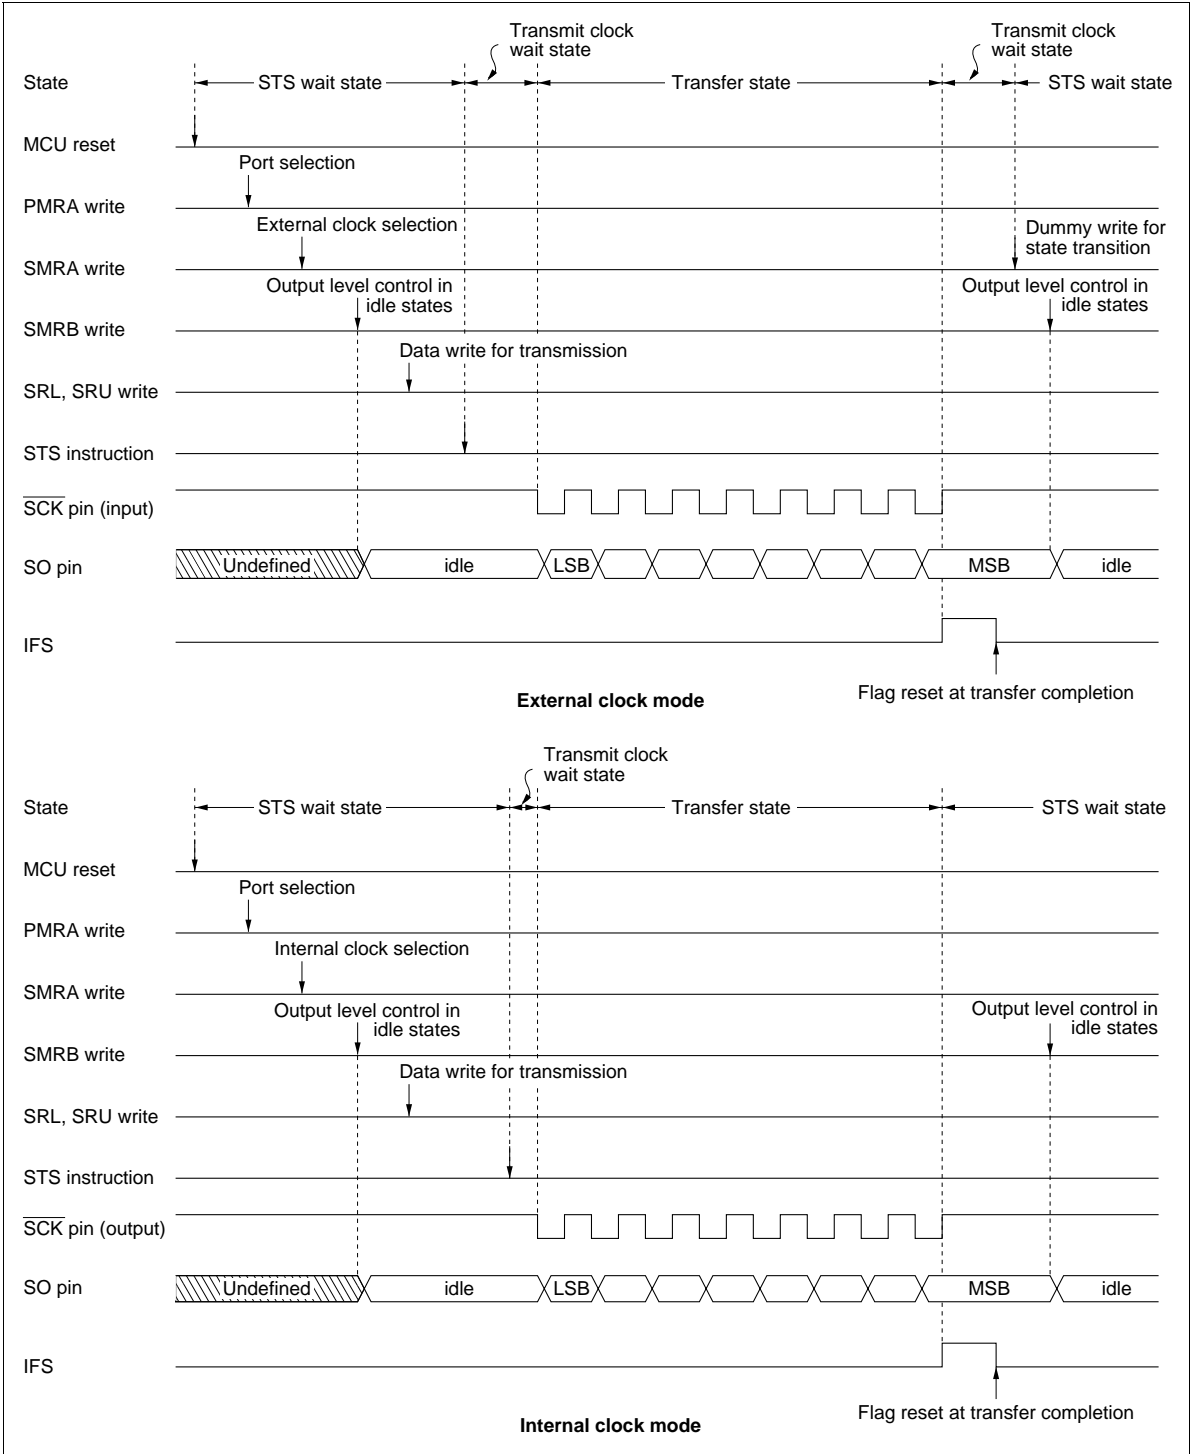 Transmit clock
wait state
Transmit clock
wait state
State
STS wait state
Transfer state
STS wait state
MCU reset
Port selection
PMRA write
External clock selection
Dummy write for
state transition
SMRA write
Output level control in
idle states
Output level control in
idle states
SMRB write
Data write for transmission
SRL, SRU write
STS instruction
SCK pin (input)
SO pin
Undefined
idle
LSB
MSB
idle
IFS
Flag reset at transfer completion
External clock mode
Transmit clock
wait state
State
STS wait state
Transfer state
STS wait state
MCU reset
Port selection
PMRA write
Internal clock selection
SMRA write
Output level control in
idle states
Output level control in
idle states
SMRB write
Data write for transmission
SRL, SRU write
STS instruction
SCK pin (output)
SO pin
Undefined
idle
LSB
MSB
idle
IFS
Flag reset at transfer completion
Internal clock mode